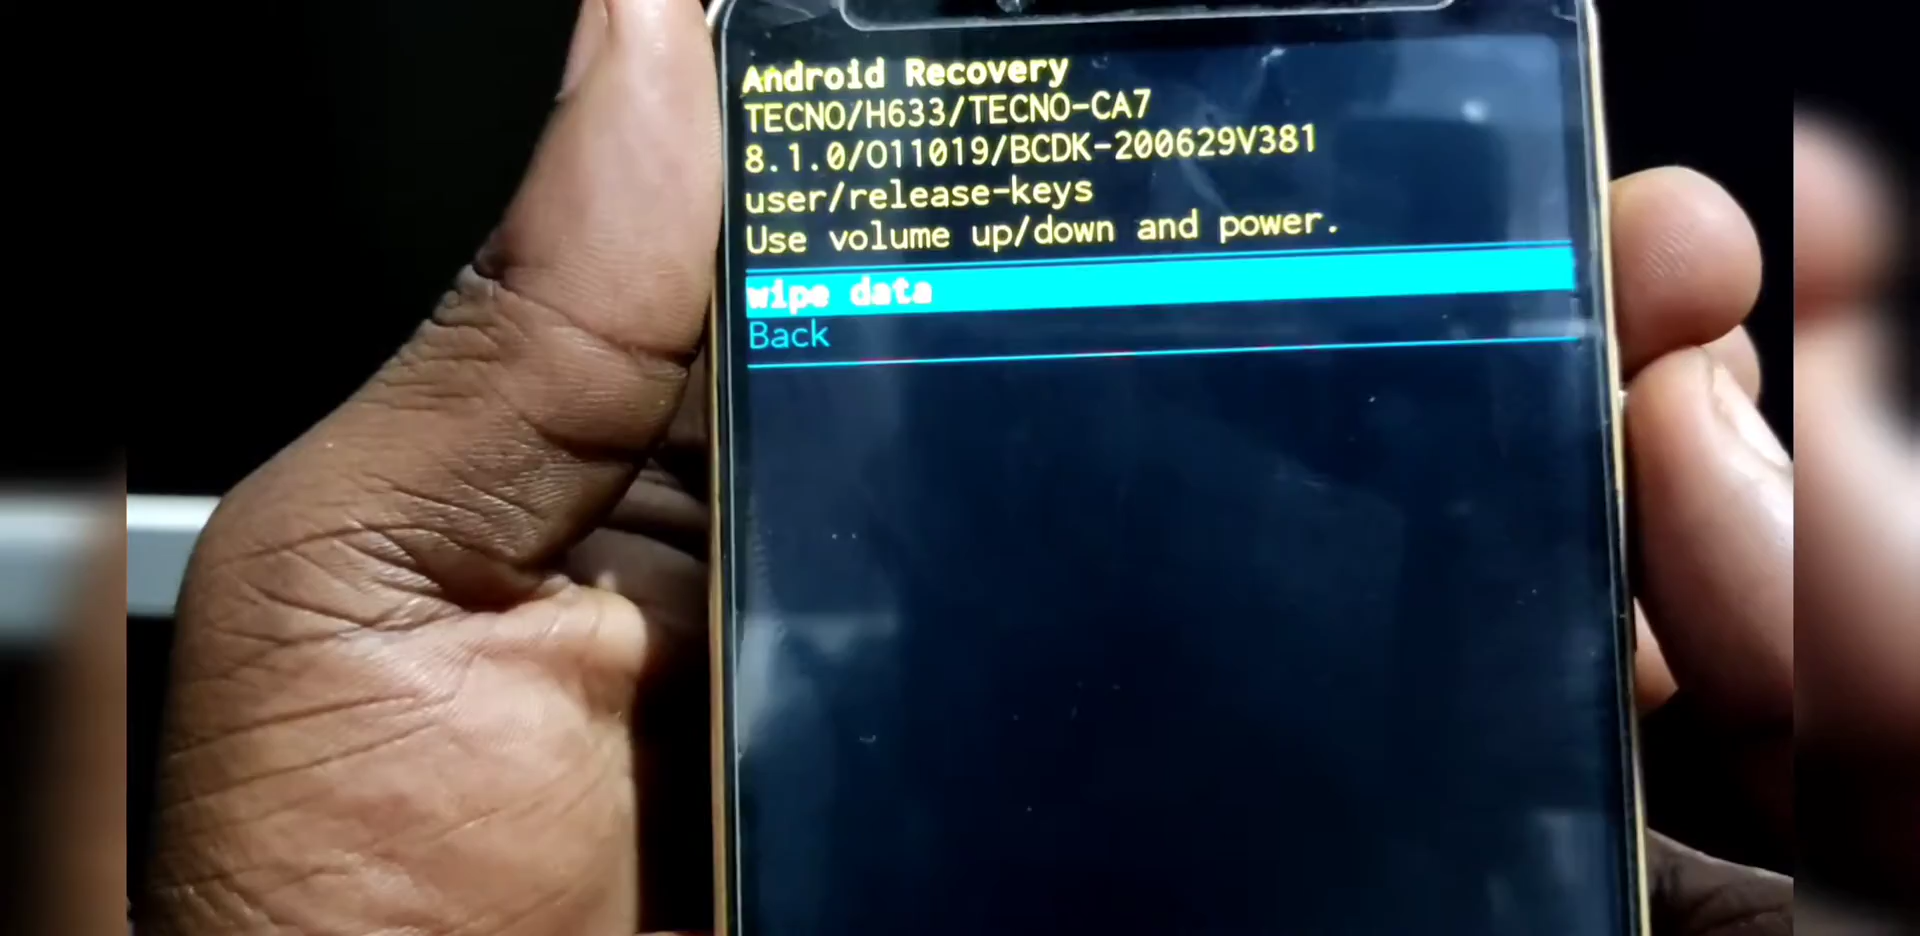 Android Recovery
TECNO/H633/TECNO-CA7
8.1.0/O11019/BCDK-200629V381
user/release-keys
Use volume up/down and power.
wipe data
Back